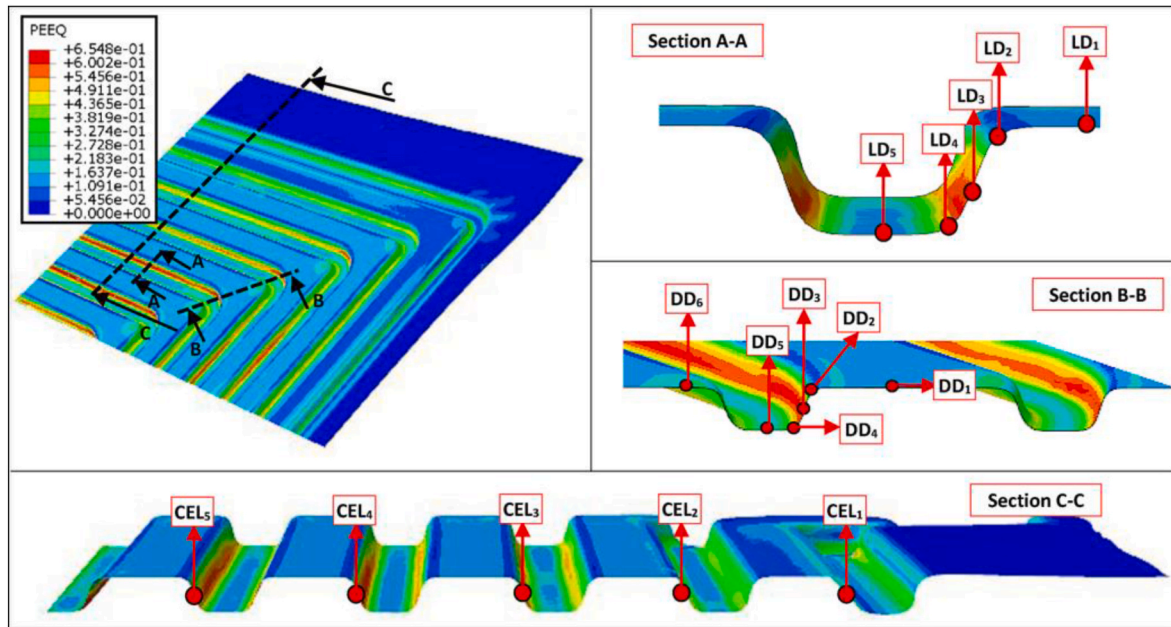 PEEQ
+6.548e-01
+6.002e-01
+5.456e-01
+4.911e-01
+4.365e-01
+3.819e-01
+3.274e-01
+2.728e-01
+2.183e-01
+1.637e-01
+1.091e-01
+5.456e-02
+0.000e+00
C
A
A
B
C
B
Section A-A
LD₂
LD₁
LD₃
LD₄
LD₅
Section B-B
DD₆
DD₃
DD₂
DD₅
DD₁
DD₄
Section C-C
CEL₅
CEL₄
CEL₃
CEL₂
CEL₁